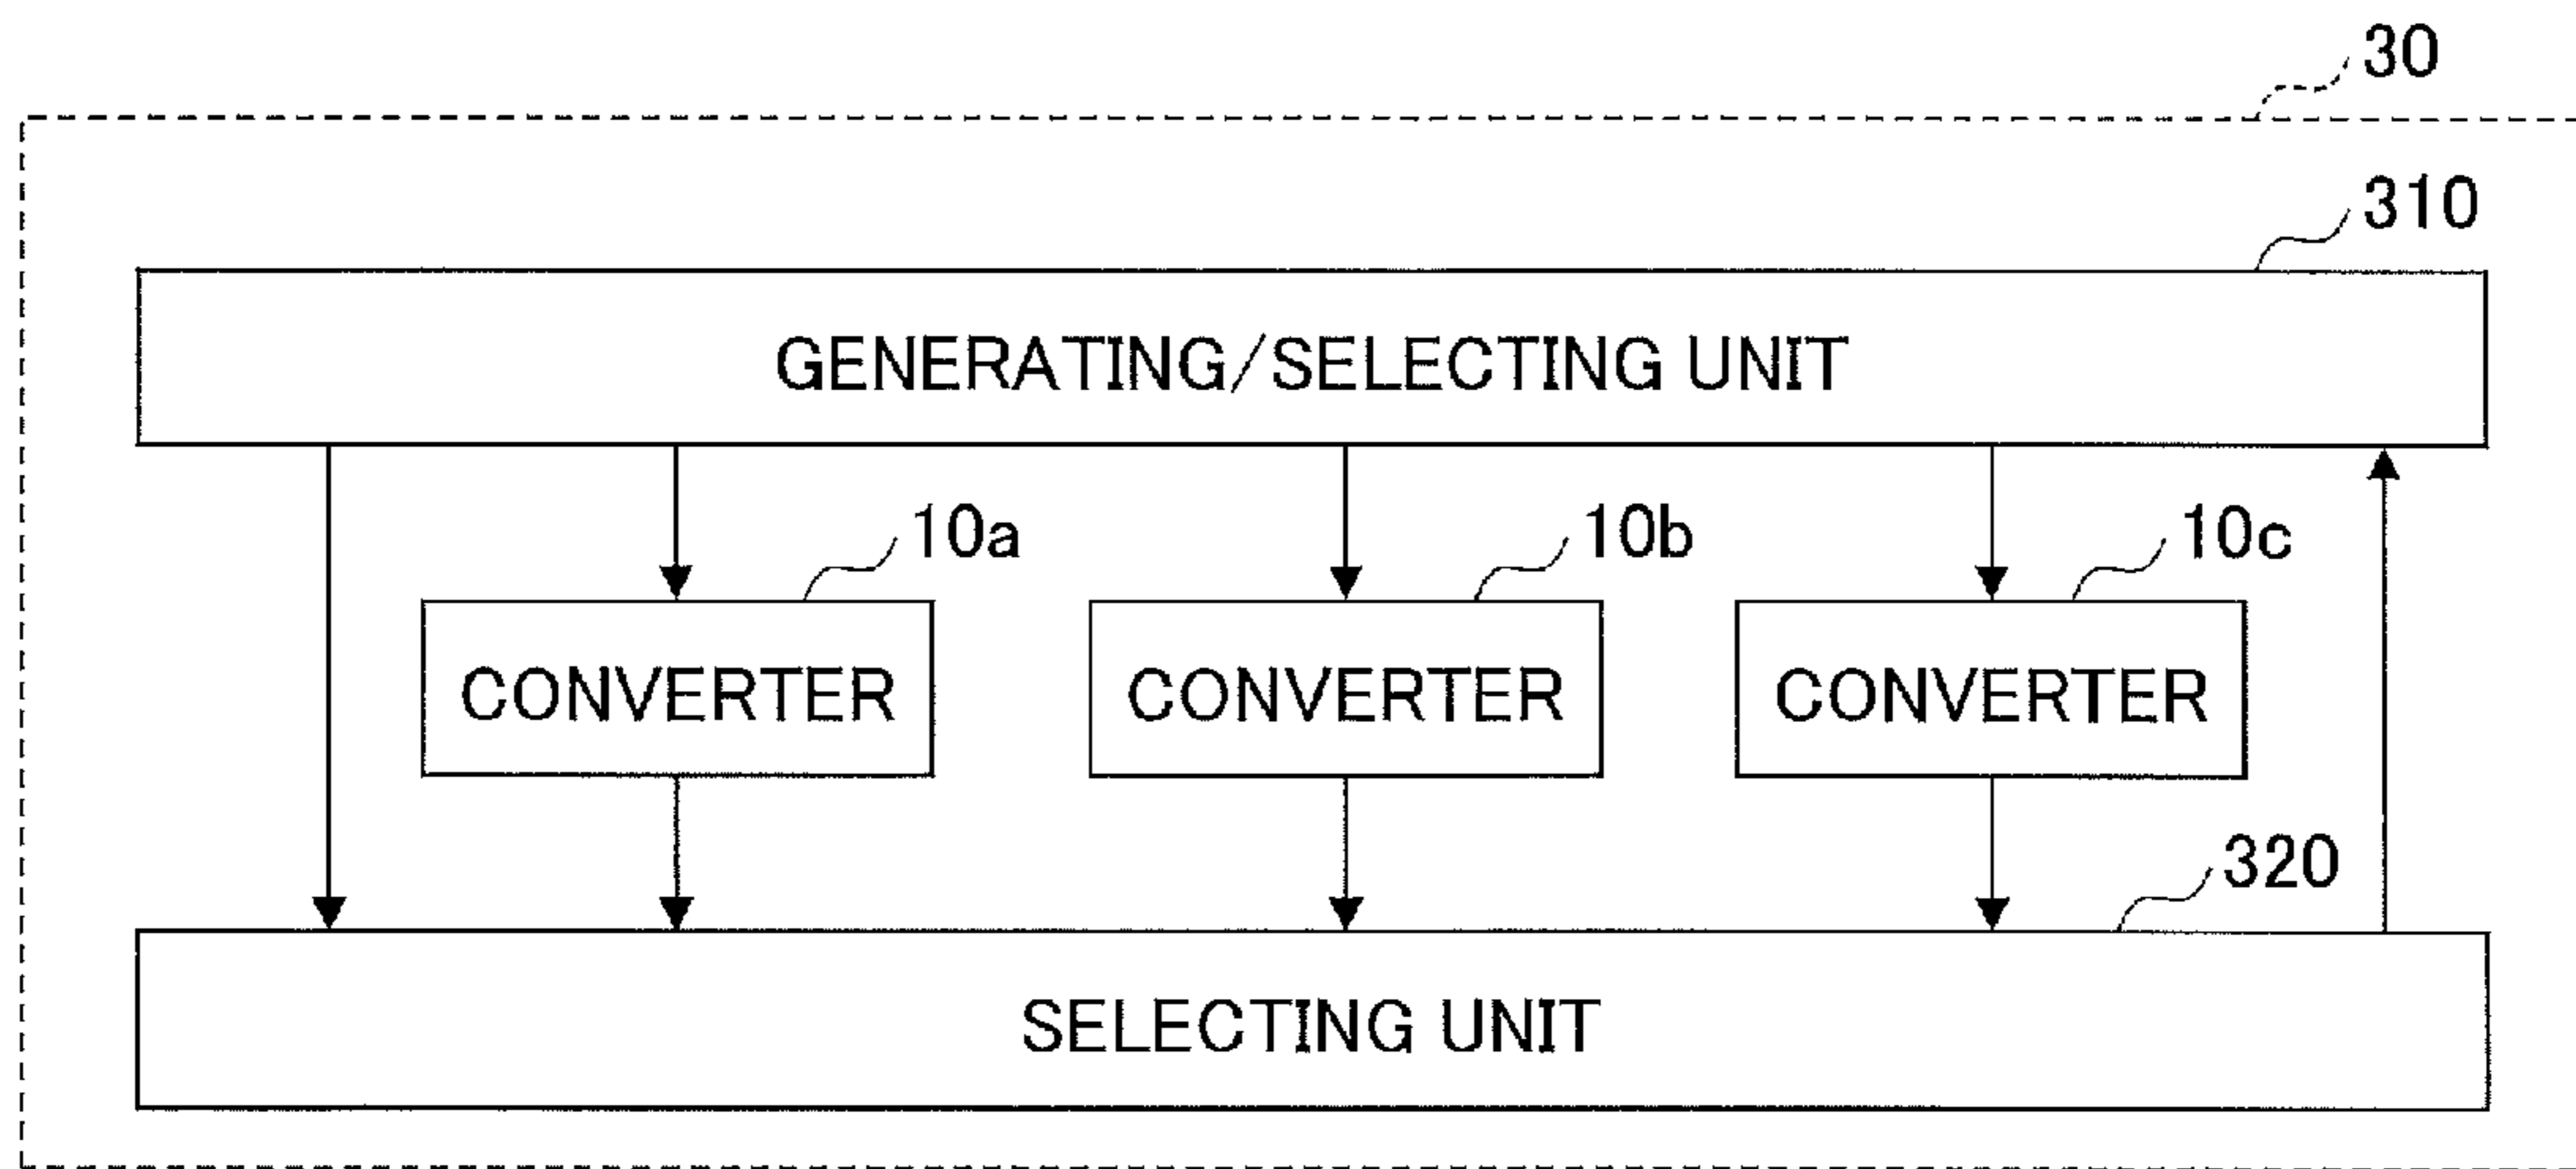 30
310
GENERATING/SELECTING UNIT
10a
10b
10c
CONVERTER
CONVERTER
CONVERTER
320
SELECTING UNIT